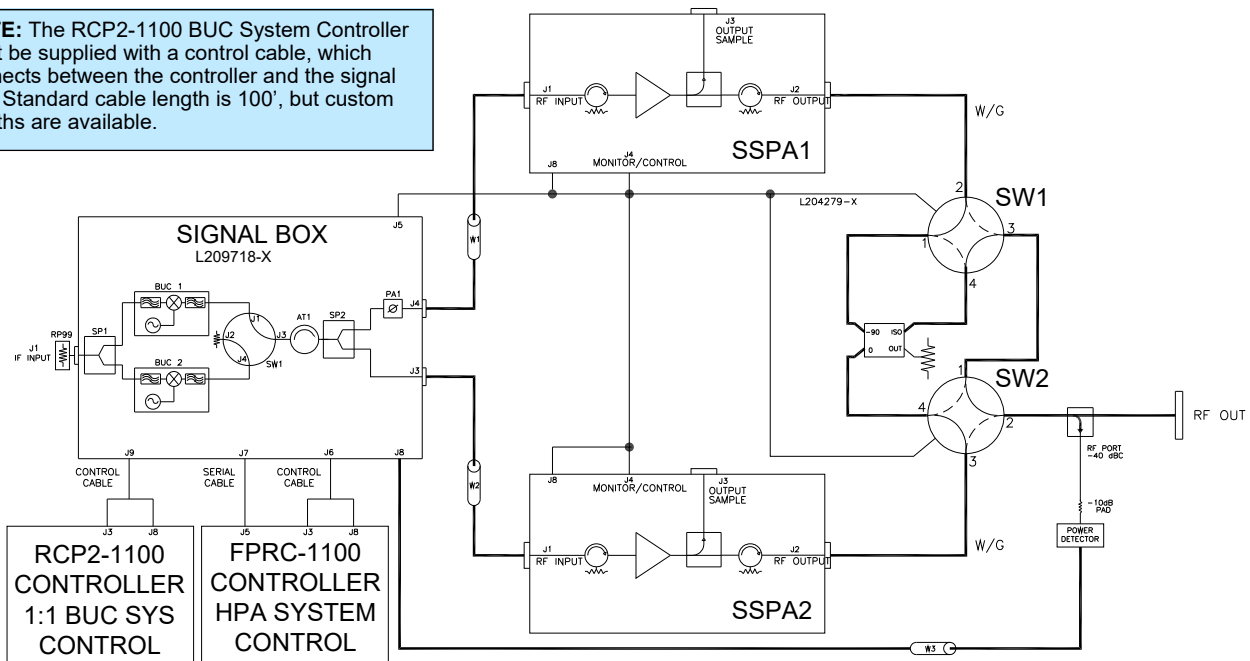 TE: The RCP2-1100 BUC System Controller
t be supplied with a control cable, which
nects between the controller and the signal
Standard cable length is 100', but custom
ths are available.
J3
OUTPUT
SAMPLE
J1
RF INPUT
J2
RF OUTPUT
SSPA1
J8
J4
MONITOR/CONTROL
W/G
L204279-X
SW1
2
1
3
4
J5
SIGNAL BOX
L209718-X
W1
BUC 1
PA1
J4
J1
IF INPUT
RP99
SP1
J1
J2
J3
J4
SW1
AT1
SP2
BUC 2
J3
-90
ISO
0
OUT
SW2
1
4
2
3
RF OUT
RF PORT
-40 dBC
-10dB
PAD
POWER
DETECTOR
J9
J7
J6
J8
CONTROL
CABLE
SERIAL
CABLE
CONTROL
CABLE
W2
J8
J4
MONITOR/CONTROL
J3
OUTPUT
SAMPLE
J1
RF INPUT
J2
RF OUTPUT
SSPA2
W/G
J3
J8
RCP2-1100
CONTROLLER
1:1 BUC SYS
CONTROL
J5
J3
J8
FPRC-1100
CONTROLLER
HPA SYSTEM
CONTROL
W3